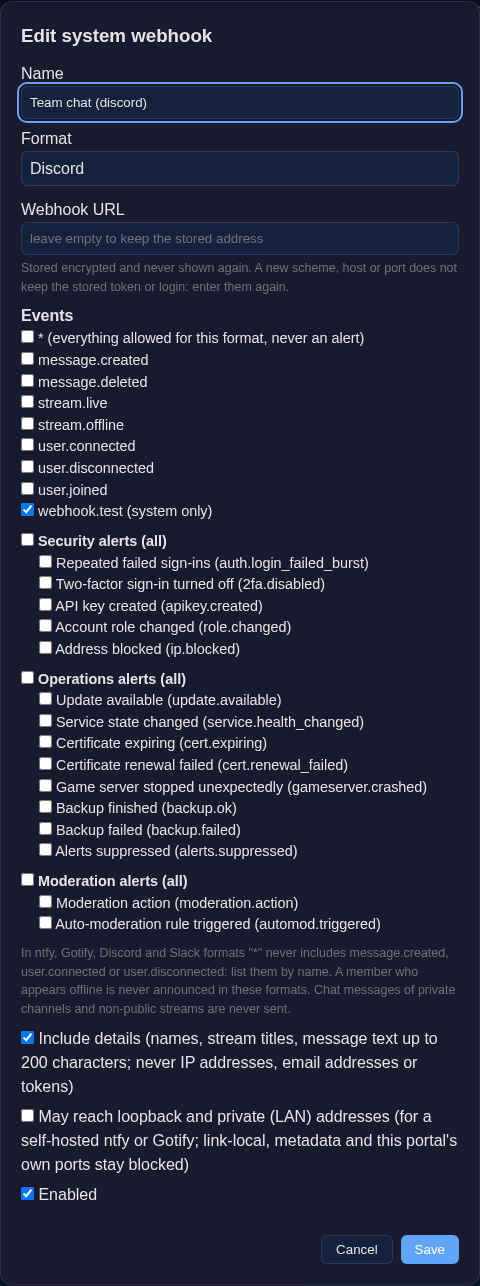 Edit system webhook
Name
Team chat (discord)
Format
Discord
Webhook URL
leave empty to keep the stored address
Stored encrypted and never shown again. A new scheme, host or port does not
keep the stored token or login: enter them again.
Events
* (everything allowed for this format, never an alert)
message.created
message.deleted
stream.live
stream.offline
user.connected
user.disconnected
user.joined
webhook.test (system only)
Security alerts (all)
Repeated failed sign-ins (auth.login_failed_burst)
Two-factor sign-in turned off (2fa.disabled)
API key created (apikey.created)
Account role changed (role.changed)
Address blocked (ip.blocked)
Operations alerts (all)
Update available (update.available)
Service state changed (service.health_changed)
Certificate expiring (cert.expiring)
Certificate renewal failed (cert.renewal_failed)
Game server stopped unexpectedly (gameserver.crashed)
Backup finished (backup.ok)
Backup failed (backup.failed)
Alerts suppressed (alerts.suppressed)
Moderation alerts (all)
Moderation action (moderation.action)
Auto-moderation rule triggered (automod.triggered)
In ntfy, Gotify, Discord and Slack formats "*" never includes message.created,
user.connected or user.disconnected: list them by name. A member who
appears offline is never announced in these formats. Chat messages of private
channels and non-public streams are never sent.
Include details (names, stream titles, message text up to
200 characters; never IP addresses, email addresses or
tokens)
May reach loopback and private (LAN) addresses (for a
self-hosted ntfy or Gotify; link-local, metadata and this portal's
own ports stay blocked)
Enabled
Cancel
Save